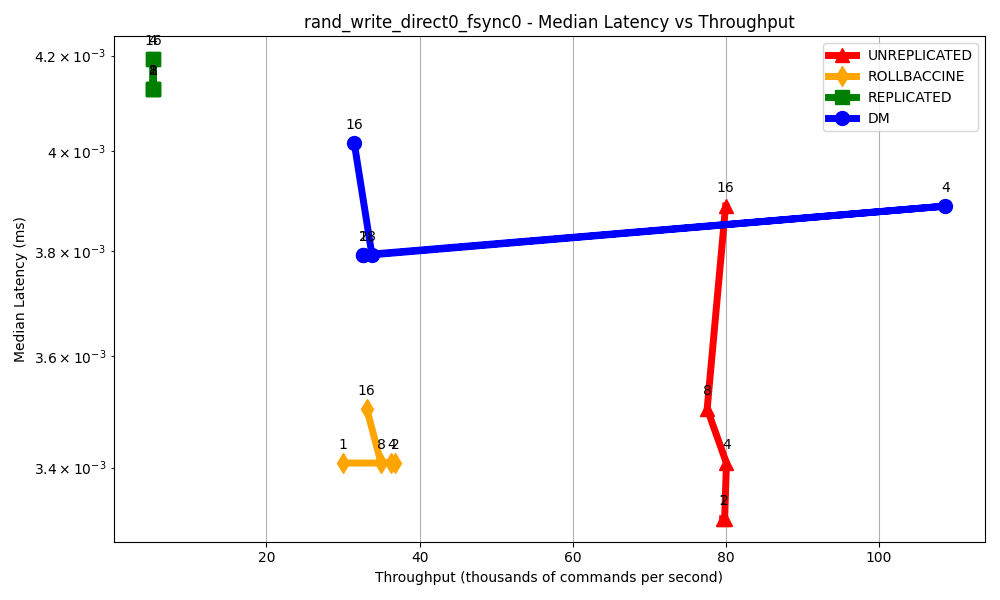 rand_write_direct0_fsync0 - Median Latency vs Throughput
4.2 × 10⁻³
4 × 10⁻³
3.8 × 10⁻³
3.6 × 10⁻³
3.4 × 10⁻³
Median Latency (ms)
UNREPLICATED
ROLLBACCINE
REPLICATED
DM
16
4
16
16
1
8
4
2
16
8
4
20
40
60
80
100
Throughput (thousands of commands per second)